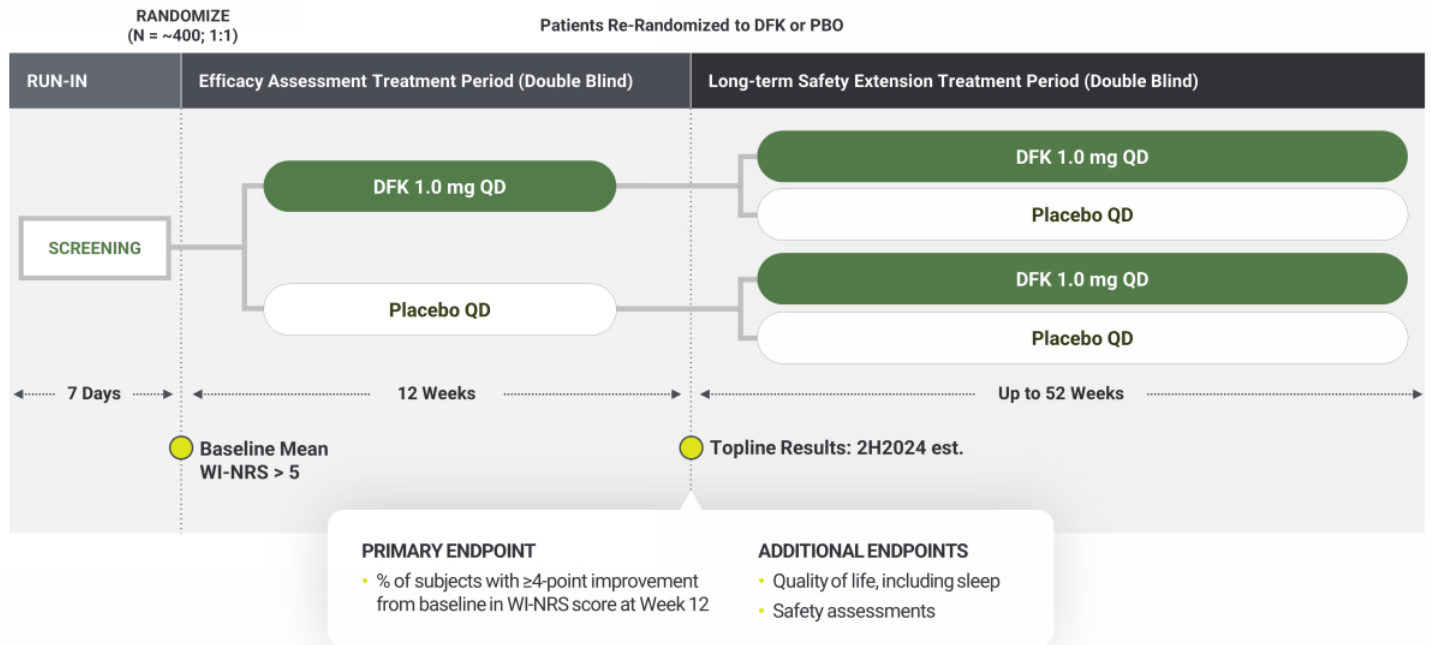 RANDOMIZE
(N = ~400; 1:1)
Patients Re-Randomized to DFK or PBO
RUN-IN
Efficacy Assessment Treatment Period (Double Blind)
Long-term Safety Extension Treatment Period (Double Blind)
SCREENING
DFK 1.0 mg QD
Placebo QD
DFK 1.0 mg QD
Placebo QD
DFK 1.0 mg QD
Placebo QD
7 Days
12 Weeks
Up to 52 Weeks
Baseline Mean
WI-NRS > 5
Topline Results: 2H2024 est.
PRIMARY ENDPOINT
• % of subjects with ≥4-point improvement
from baseline in WI-NRS score at Week 12
ADDITIONAL ENDPOINTS
• Quality of life, including sleep
• Safety assessments